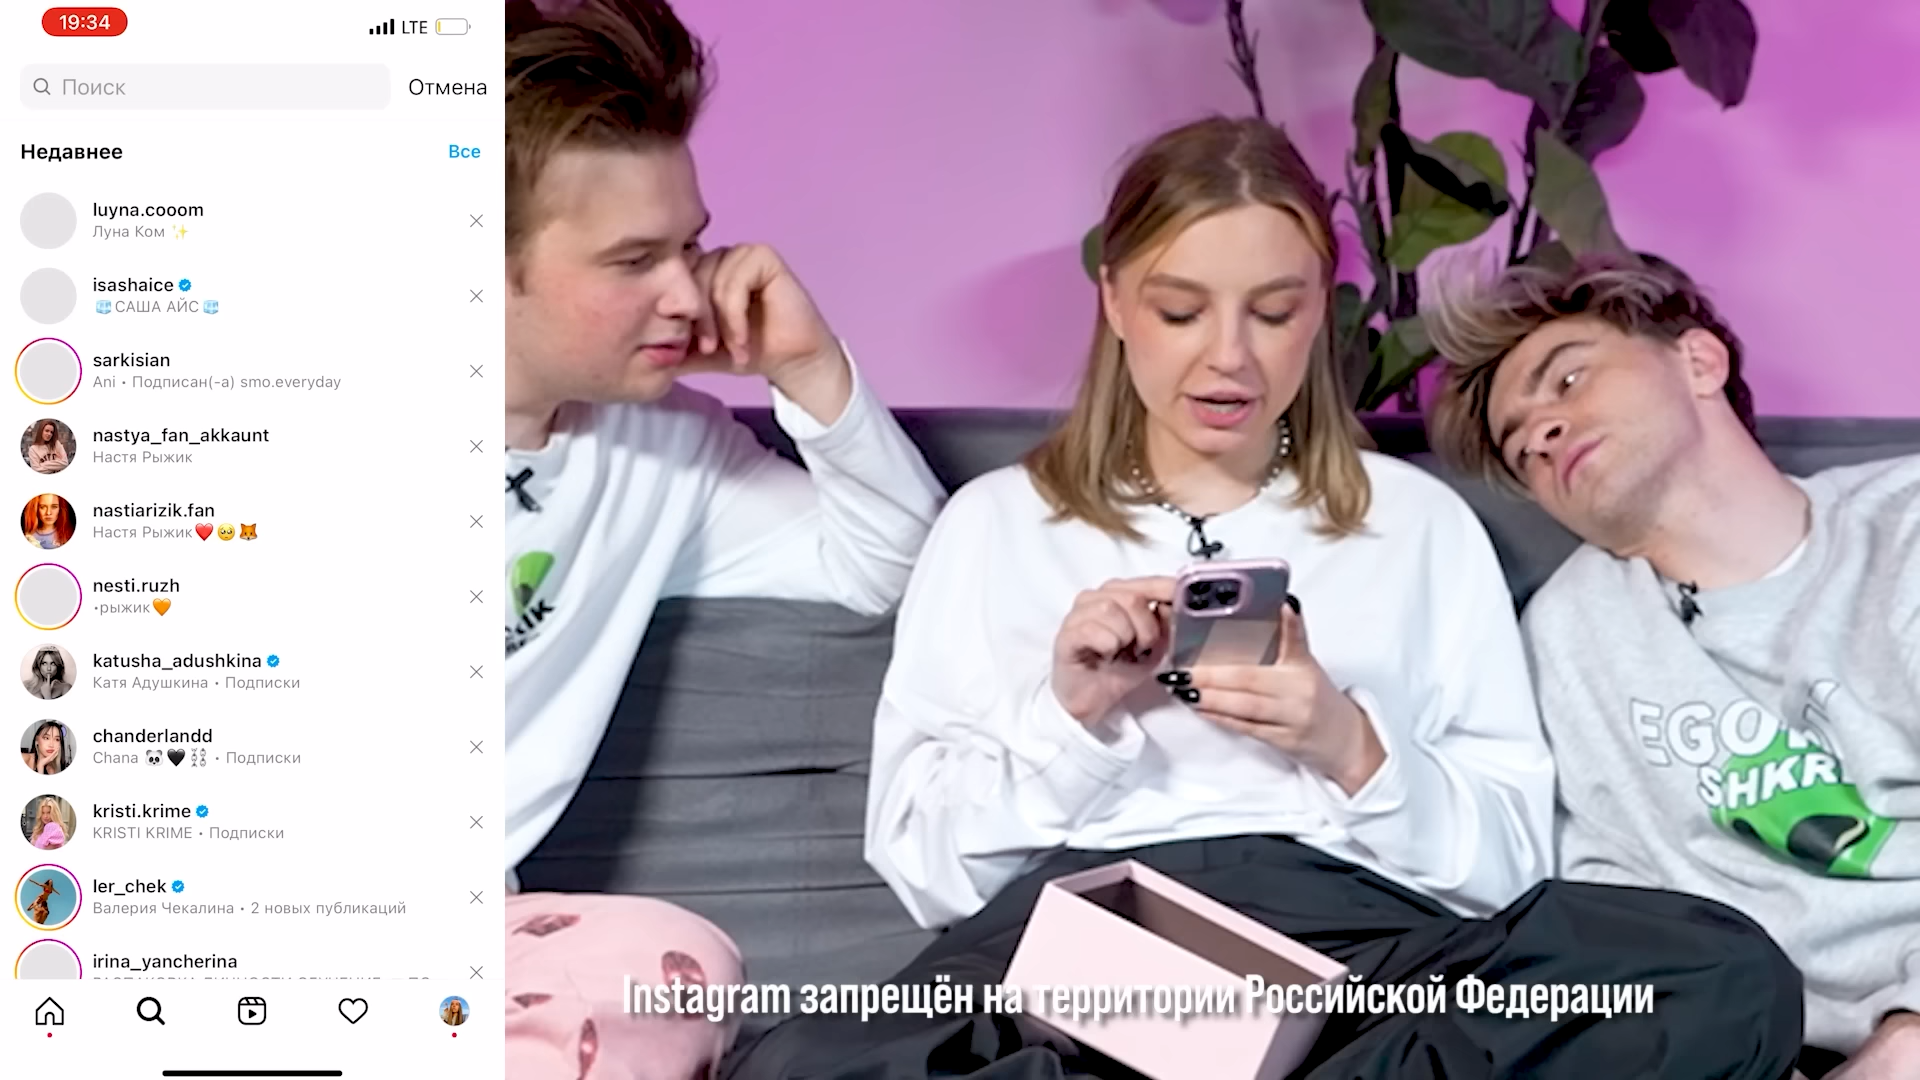 19:34
LTE
Поиск
Отмена
Недавнее
Все
luyna.cooom
Луна Ком ✨
isashaice
🧊САША АЙС🧊
sarkisian
Ani • Подписан(-а) smo.everyday
nastya_fan_akkaunt
Настя Рыжик
nastiarizik.fan
Настя Рыжик❤️🥺🦊
nesti.ruzh
•рыжик🧡
katusha_adushkina
Катя Адушкина • Подписки
chanderlandd
Chana 🐼🖤⛓ • Подписки
kristi.krime
KRISTI KRIME • Подписки
ler_chek
Валерия Чекалина • 2 новых публикаций
irina_yancherina
SHKR
Instagram запрещён на территории Российской Федерации